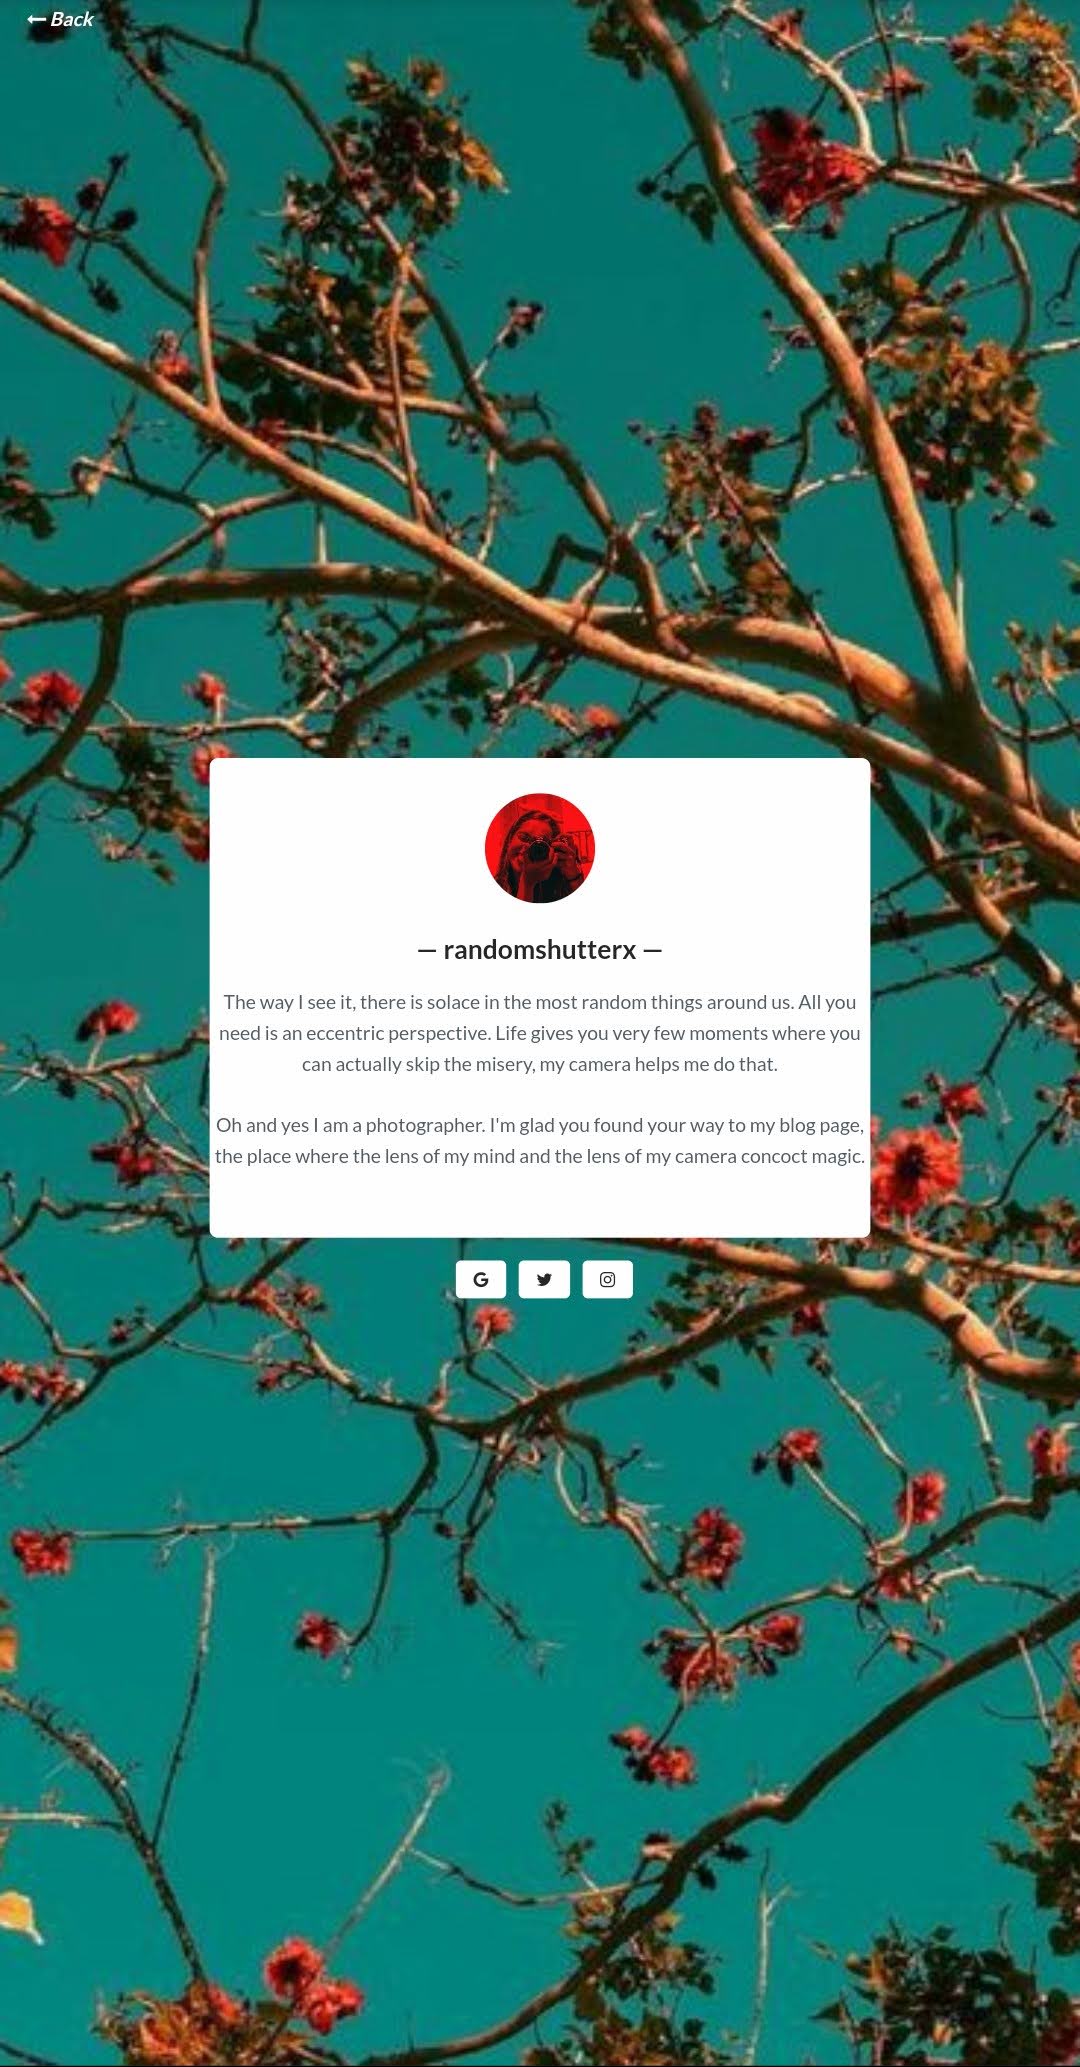 ← Back
— randomshutterx —
The way I see it, there is solace in the most random things around us. All you
need is an eccentric perspective. Life gives you very few moments where you
can actually skip the misery, my camera helps me do that.
Oh and yes I am a photographer. I'm glad you found your way to my blog page,
the place where the lens of my mind and the lens of my camera concoct magic.